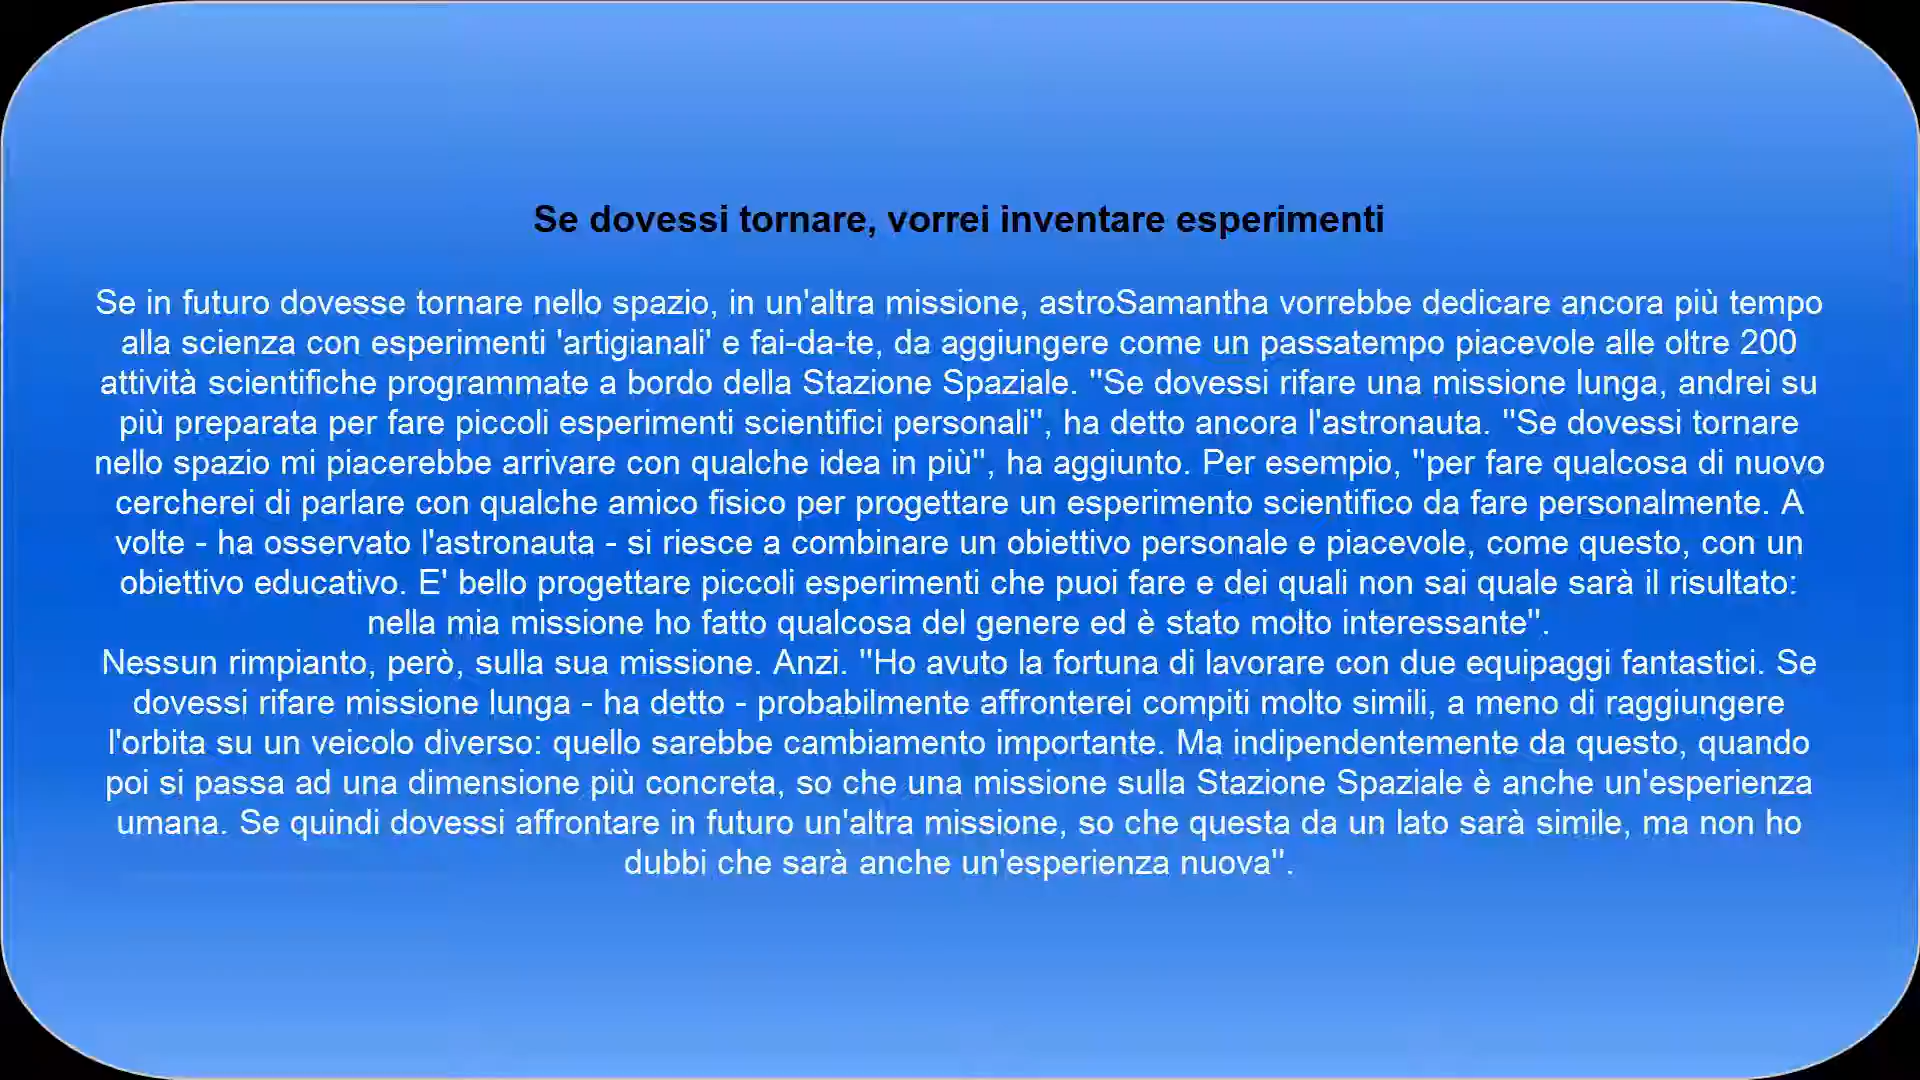 Se dovessi tornare, vorrei inventare esperimenti
Se in futuro dovesse tornare nello spazio, in un'altra missione, astroSamantha vorrebbe dedicare ancora più tempo
alla scienza con esperimenti 'artigianali' e fai-da-te, da aggiungere come un passatempo piacevole alle oltre 200
attività scientifiche programmate a bordo della Stazione Spaziale. ''Se dovessi rifare una missione lunga, andrei su
più preparata per fare piccoli esperimenti scientifici personali'', ha detto ancora l'astronauta. ''Se dovessi tornare
nello spazio mi piacerebbe arrivare con qualche idea in più'', ha aggiunto. Per esempio, ''per fare qualcosa di nuovo
cercherei di parlare con qualche amico fisico per progettare un esperimento scientifico da fare personalmente. A
volte - ha osservato l'astronauta - si riesce a combinare un obiettivo personale e piacevole, come questo, con un
obiettivo educativo. E' bello progettare piccoli esperimenti che puoi fare e dei quali non sai quale sarà il risultato:
nella mia missione ho fatto qualcosa del genere ed è stato molto interessante''.
Nessun rimpianto, però, sulla sua missione. Anzi. ''Ho avuto la fortuna di lavorare con due equipaggi fantastici. Se
dovessi rifare missione lunga - ha detto - probabilmente affronterei compiti molto simili, a meno di raggiungere
l'orbita su un veicolo diverso: quello sarebbe cambiamento importante. Ma indipendentemente da questo, quando
poi si passa ad una dimensione più concreta, so che una missione sulla Stazione Spaziale è anche un'esperienza
umana. Se quindi dovessi affrontare in futuro un'altra missione, so che questa da un lato sarà simile, ma non ho
dubbi che sarà anche un'esperienza nuova''.